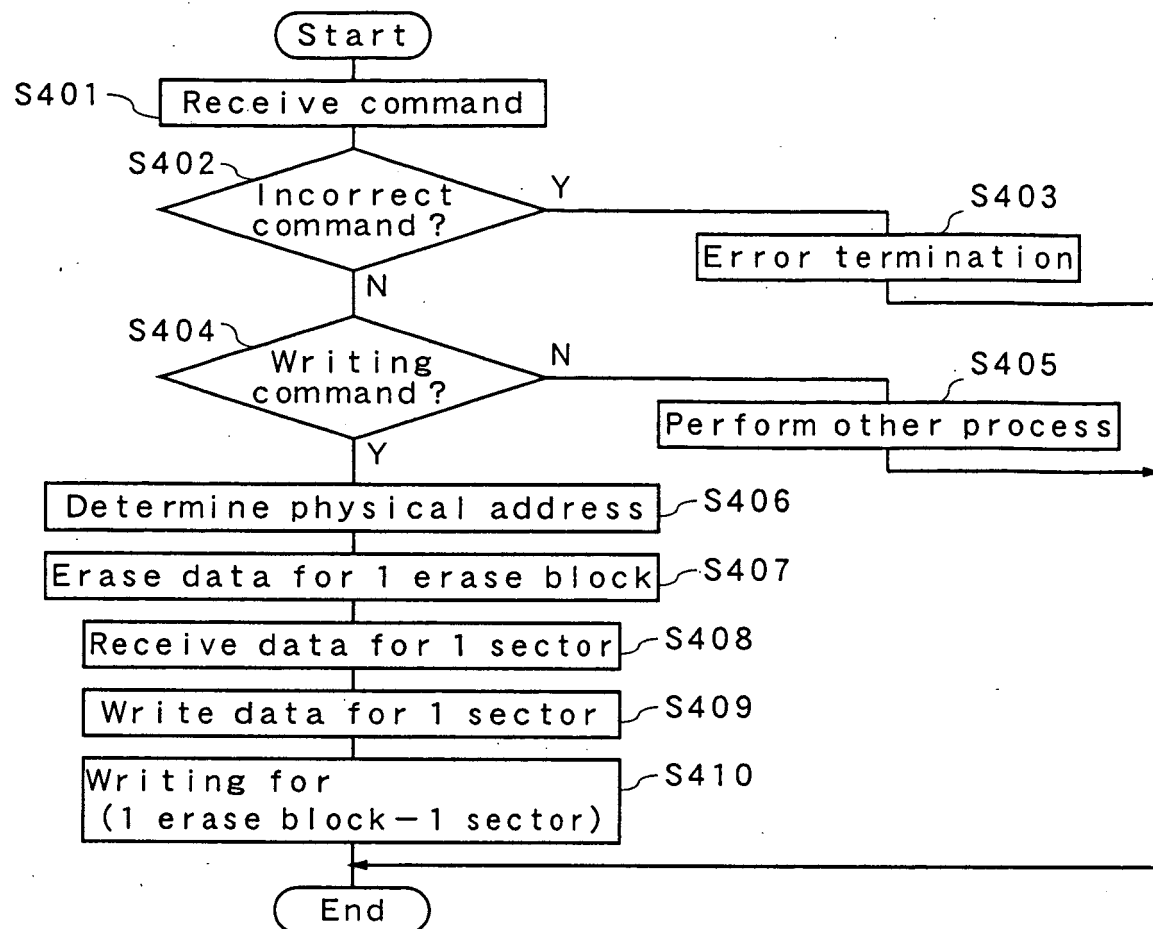 Start
S401
Receive command
S402
Incorrect
command?
Y
S403
Error termination
N
S404
Writing
command?
N
S405
Perform other process
Y
Determine physical address
S406
Erase data for 1 erase block
S407
Receive data for 1 sector
S408
Write data for 1 sector
S409
Writing for
(1 erase block-1 sector)
S410
End